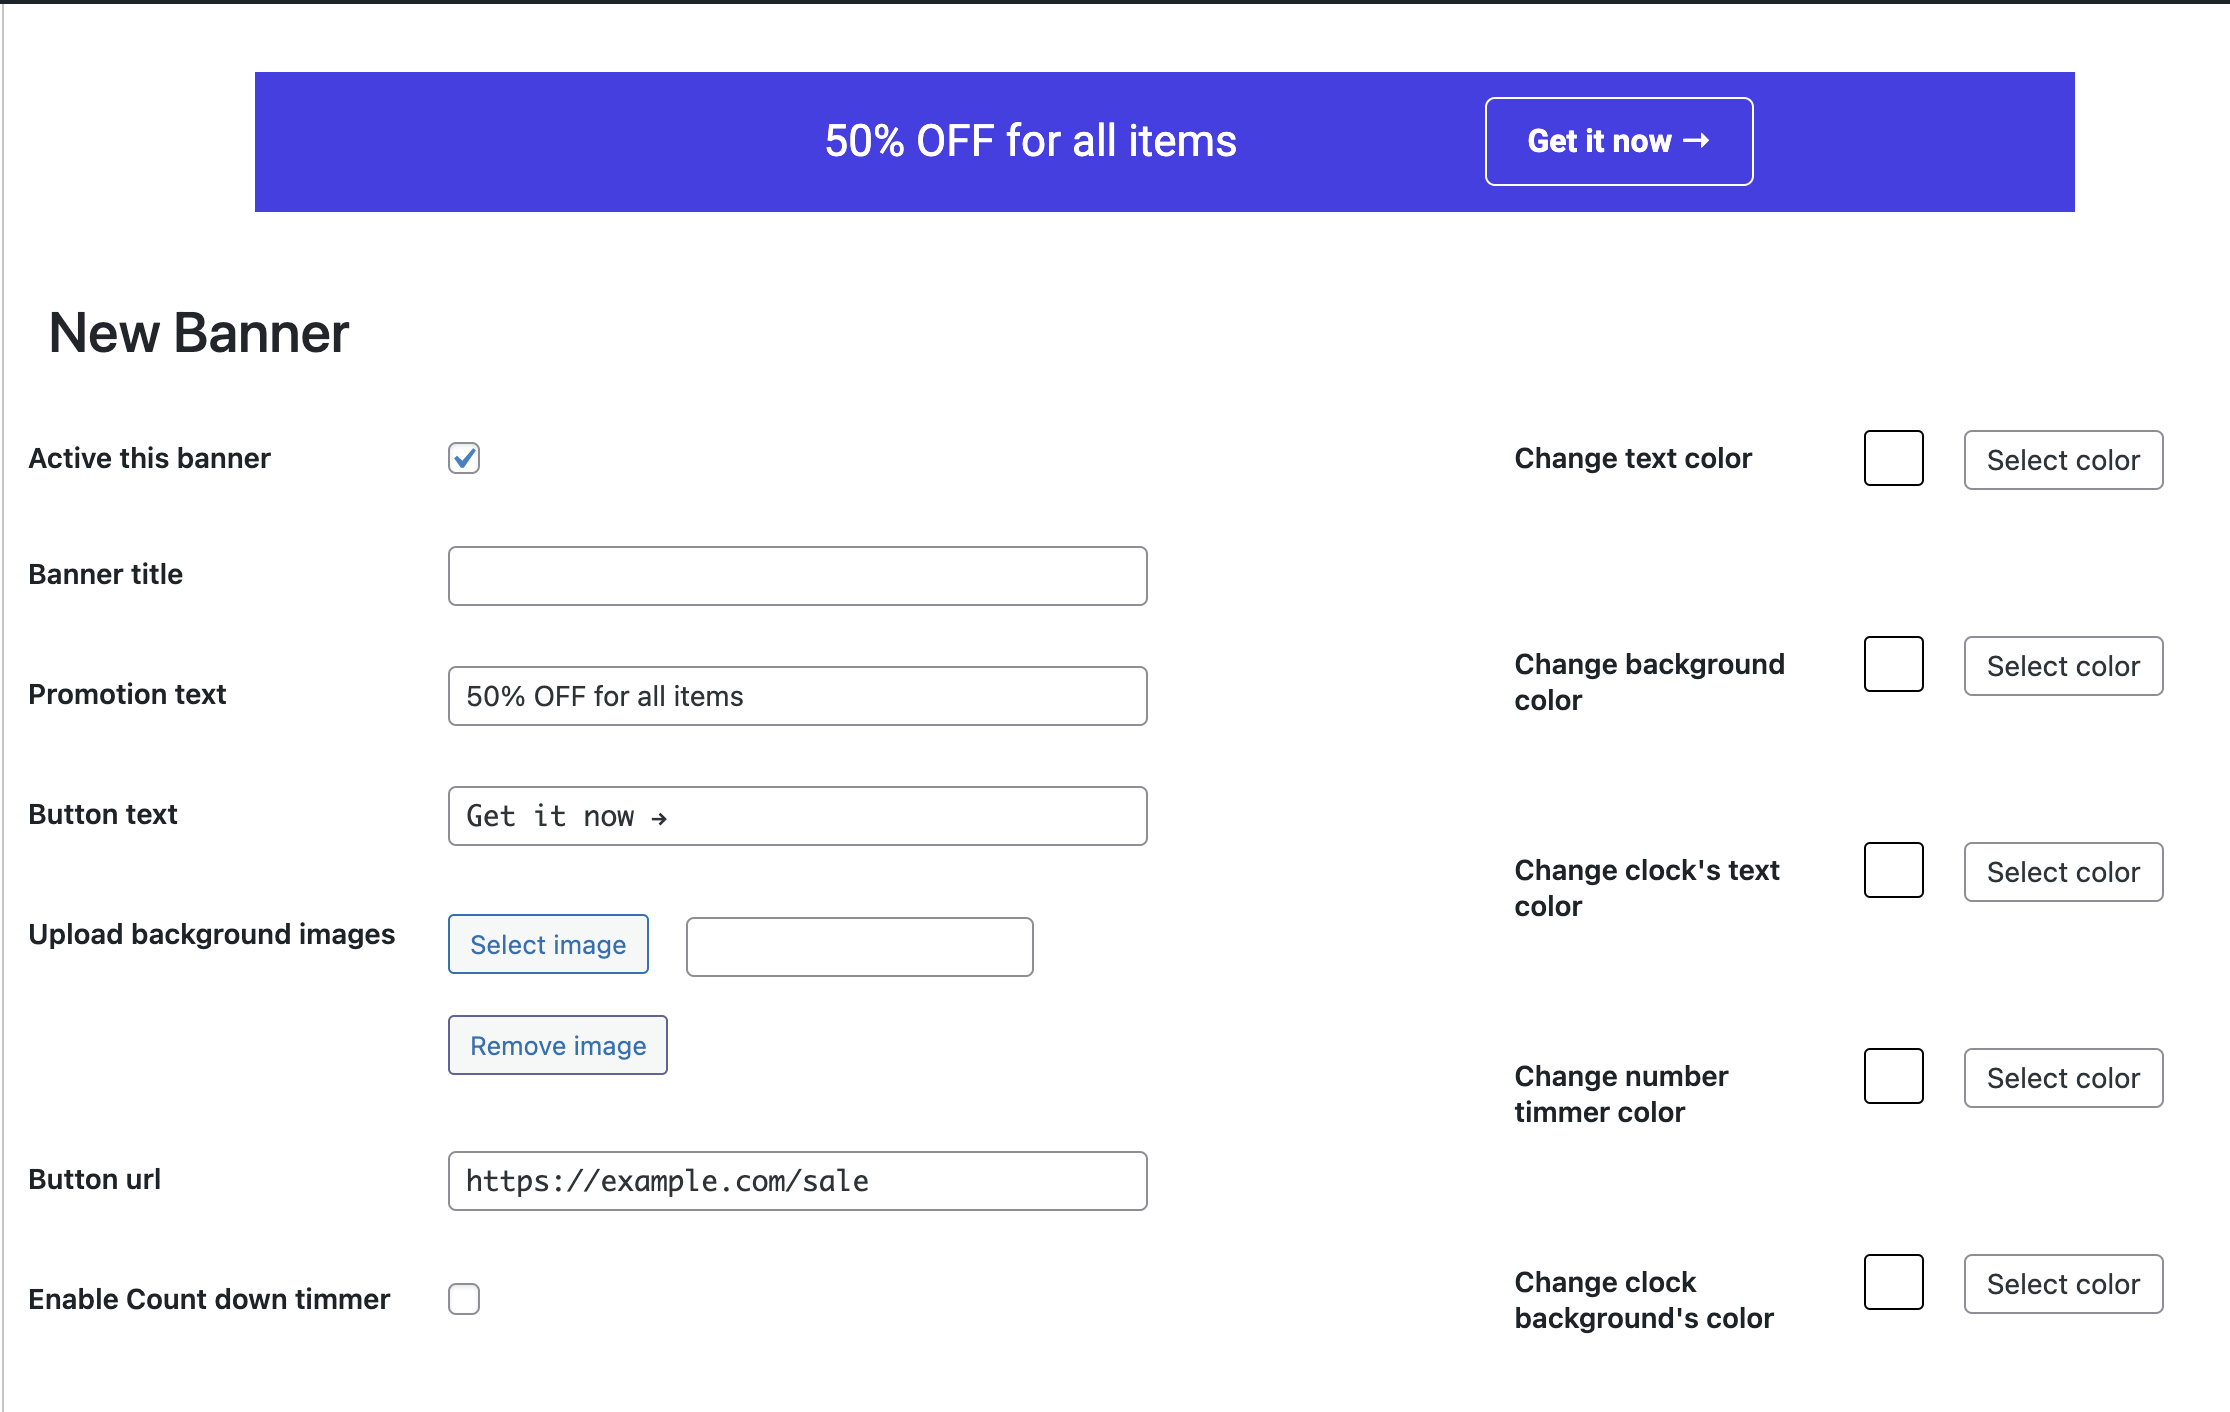 50% OFF for all items
Get it now →
New Banner
Active this banner
Banner title
Promotion text
50% OFF for all items
Button text
Get it now →
Upload background images
Select image
Remove image
Button url
https://example.com/sale
Enable Count down timmer
Change text color
Select color
Change background
color
Select color
Change clock's text
color
Select color
Change number
timmer color
Select color
Change clock
background's color
Select color